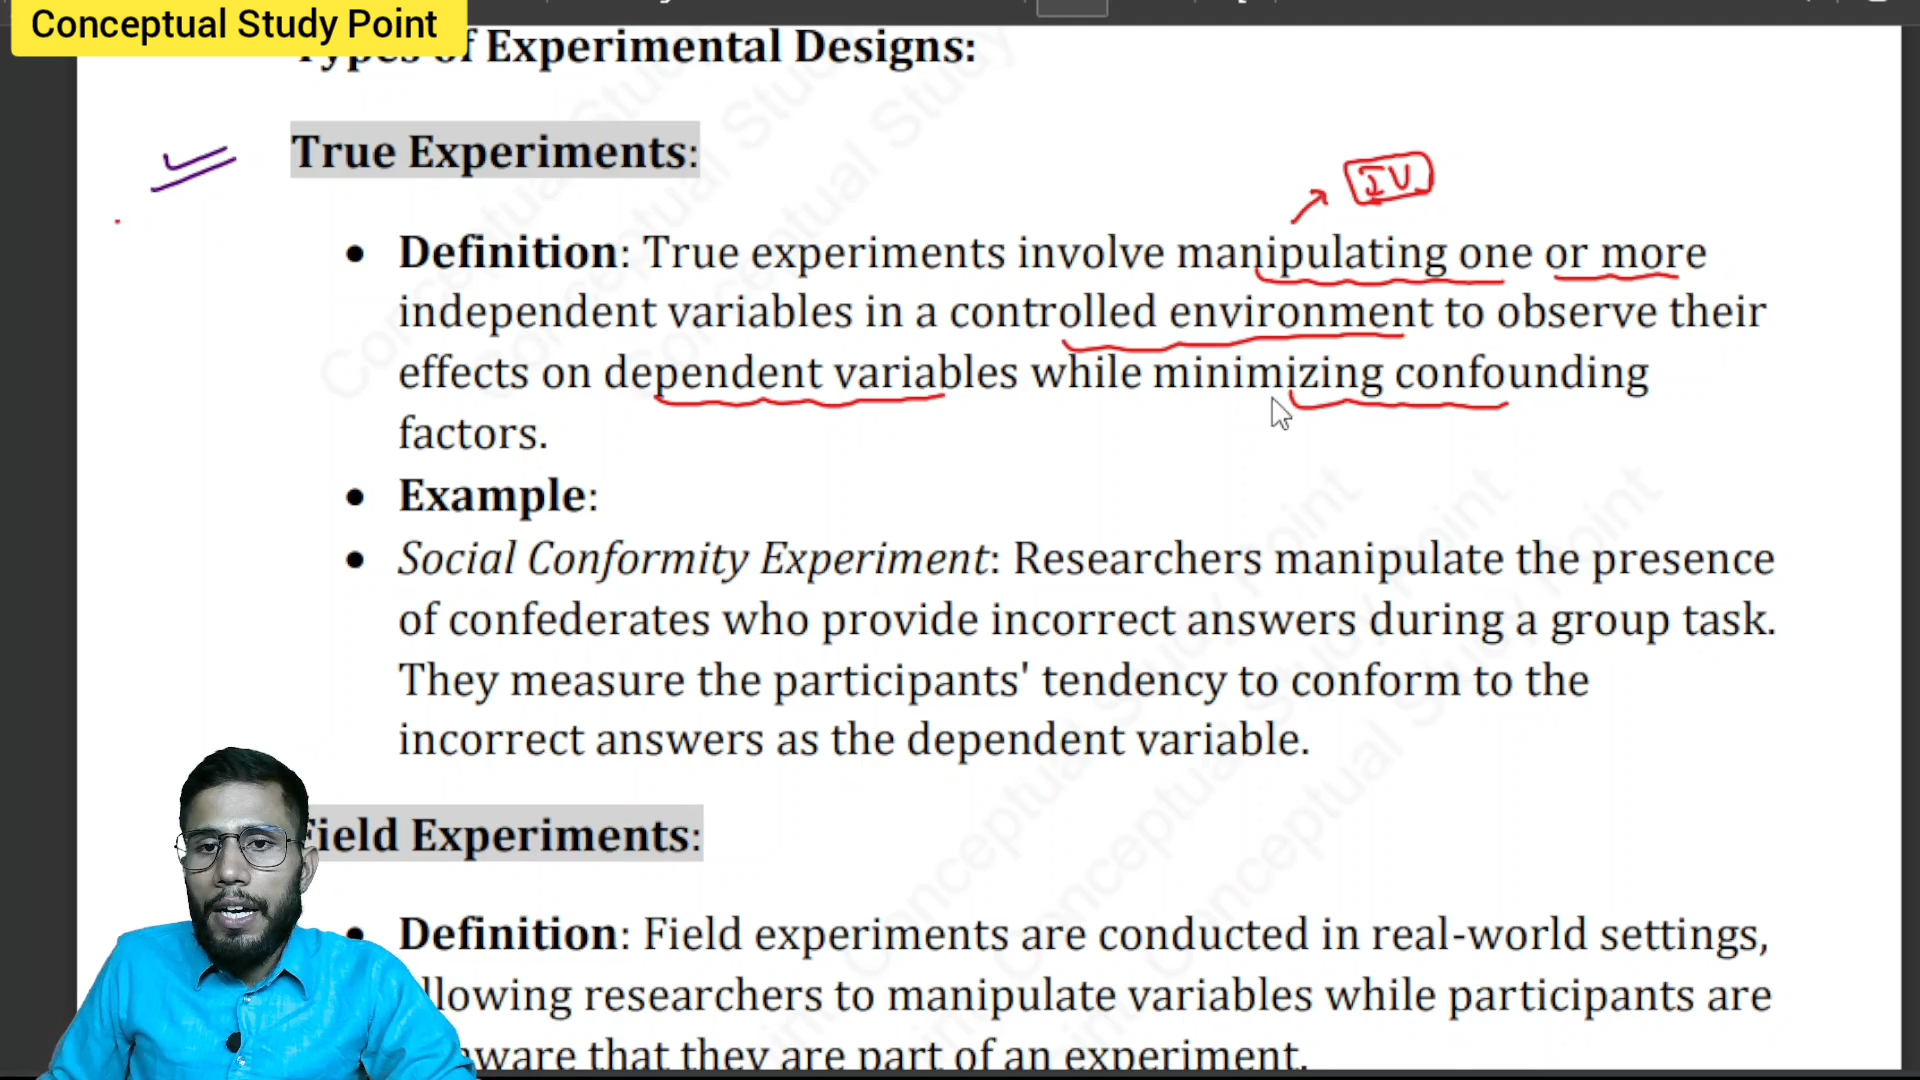 Conceptual Study Point
Types of Experimental Designs:
True Experiments:
IV
• Definition: True experiments involve manipulating one or more
independent variables in a controlled environment to observe their
effects on dependent variables while minimizing confounding
factors.
• Example:
• Social Conformity Experiment: Researchers manipulate the presence
of confederates who provide incorrect answers during a group task.
They measure the participants' tendency to conform to the
incorrect answers as the dependent variable.
Field Experiments:
• Definition: Field experiments are conducted in real-world settings,
llowing researchers to manipulate variables while participants are
ware that they are part of an experiment.